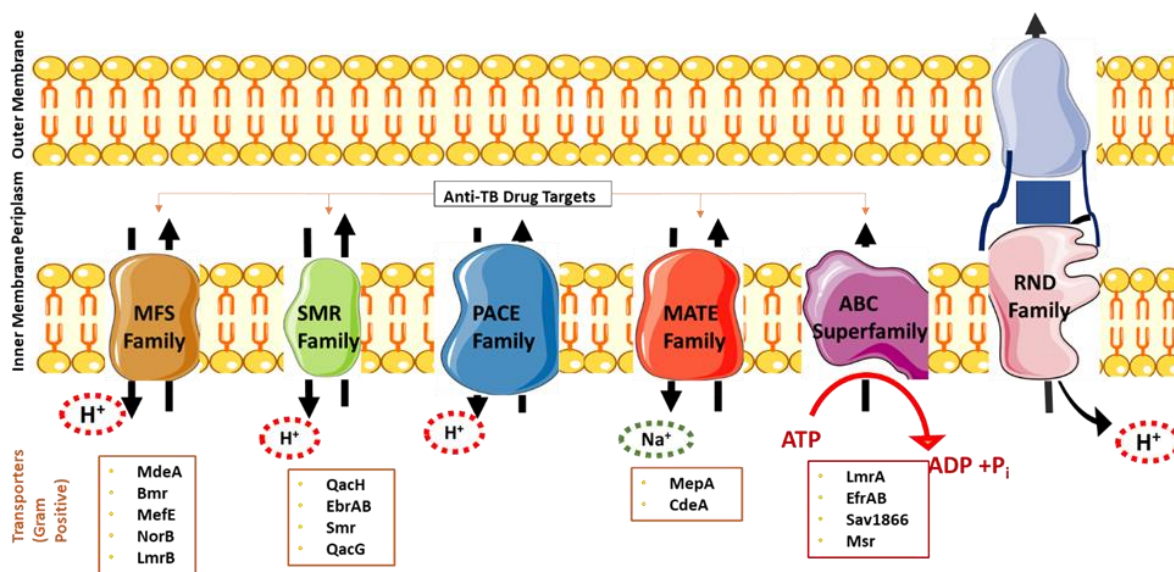 Outer Membrane
Periplasm
Inner Membrane
Anti-TB Drug Targets
MFS
Family
SMR
Family
PACE
Family
MATE
Family
ABC
Superfamily
RND
Family
H+
H+
H+
Na+
ATP
ADP +Pi
H+
Transporters
(Gram
Positive)
MdeA
Bmr
MefE
NorB
LmrB
QacH
EbrAB
Smr
QacG
MepA
CdeA
LmrA
EfrAB
Sav1866
Msr